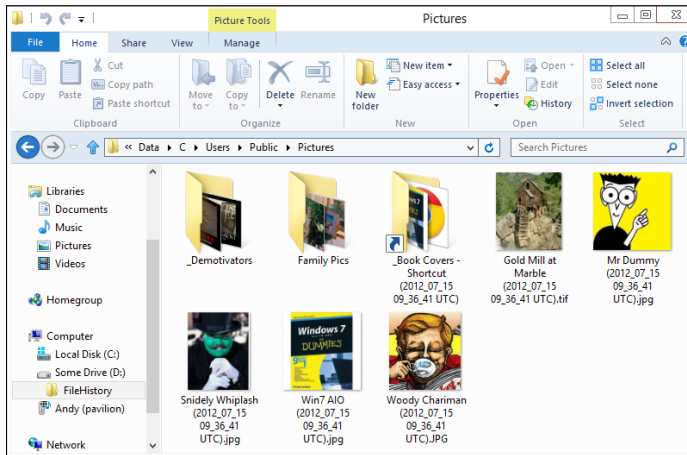 Picture Tools
Pictures
File Home Share View Manage
Copy
Paste
Cut
Copy path
Paste shortcut
Clipboard
Move to
Copy to
Delete
Rename
Organize
New folder
New item
Easy access
New
Properties
Open
Edit
History
Open
Select all
Select none
Invert selection
Select
« Data Comp C Users Public Pictures
Search Pictures
Libraries
Documents
Music
Pictures
Videos
Homegroup
Computer
Local Disk (C:)
Some Drive (D:)
FileHistory
Andy (pavilion)
Network
_Demotivators
Family Pics
_Book Covers -
Shortcut
(2012_07_15
09_36_41 UTC)
Gold Mill at
Marble
(2012_07_15
09_36_41 UTC).tif
Mr Dummy
(2012_07_15
09_36_41
UTC).jpg
Snidely Whiplash
(2012_07_15
09_36_41
UTC).jpg
Windows 7
DUMMIES
Win7 AIO
(2012_07_15
09_36_41
UTC).jpg
Woody Chariman
(2012_07_15
09_36_41
UTC).JPG